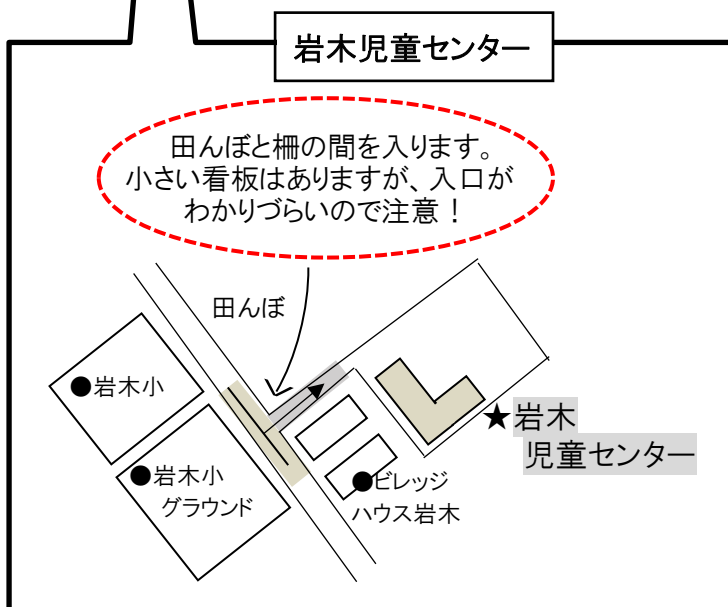 岩木児童センター
田んぼと柵の間を入ります。
小さい看板はありますが、入口が
わかりづらいので注意！
田んぼ
●岩木小
★岩木
児童センター
●岩木小
グラウンド
●ビレッジ
ハウス岩木